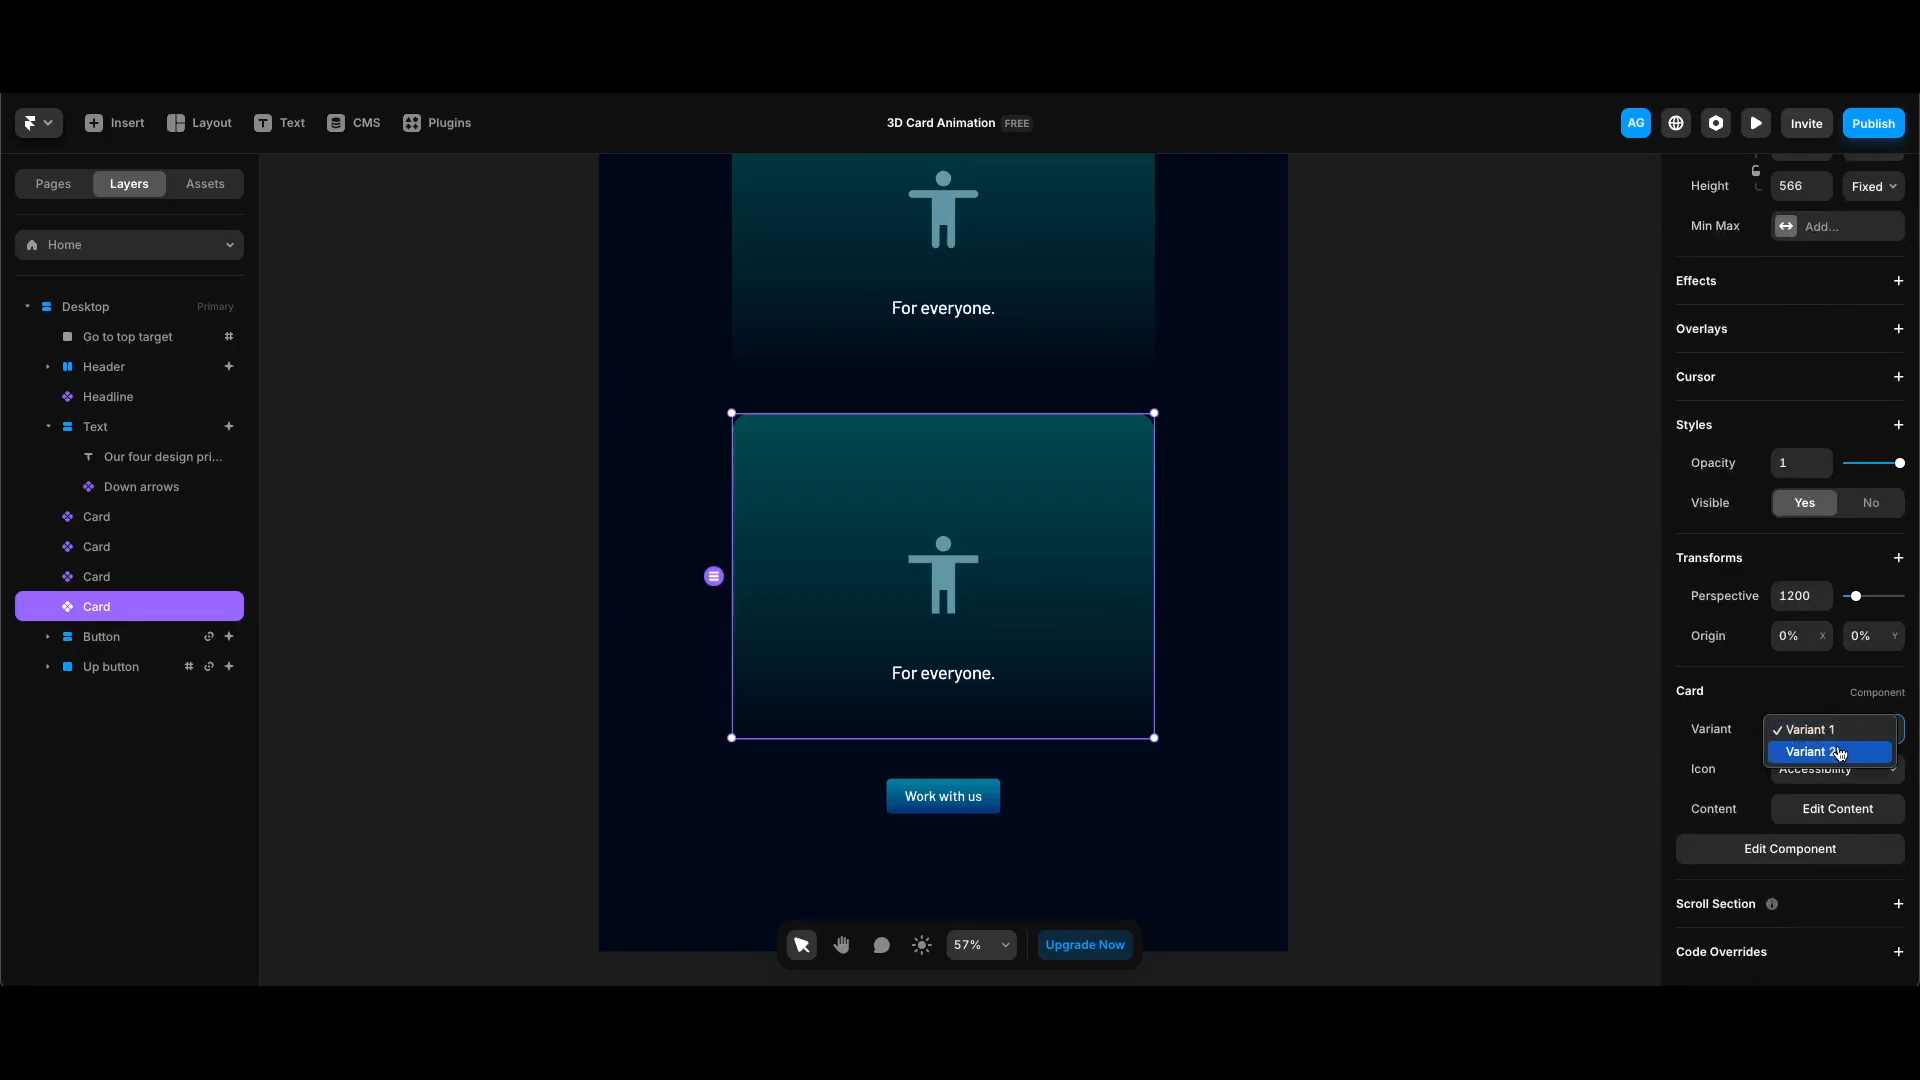 Insert
Layout
Text
CMS
Plugins
3D Card Animation FREE
AG
Invite
Publish
Pages
Layers
Assets
Home
Desktop
Primary
Go to top target
Header
Headline
Text
Our four design pri...
Down arrows
Card
Card
Card
Card
Button
Up button
For everyone.
For everyone.
Work with us
57%
Upgrade Now
Height
566
Fixed
Min Max
Add...
Effects
Overlays
Cursor
Styles
Opacity
1
Visible
Yes
No
Transforms
Perspective
1200
Origin
0% X
0% Y
Card
Component
Variant
Variant 1
Variant 2
Icon
Accessibility
Content
Edit Content
Edit Component
Scroll Section
Code Overrides